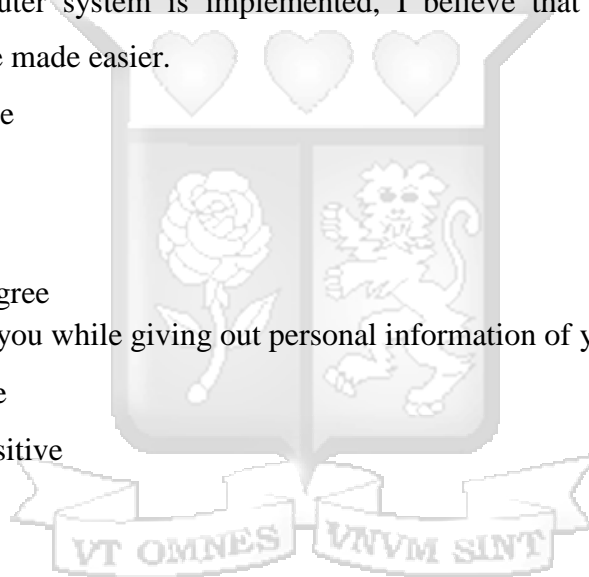 uter system is implemented, I believe that
e made easier.
e
gree
you while giving out personal information of y
e
sitive
VT OMNES VNVM SINT